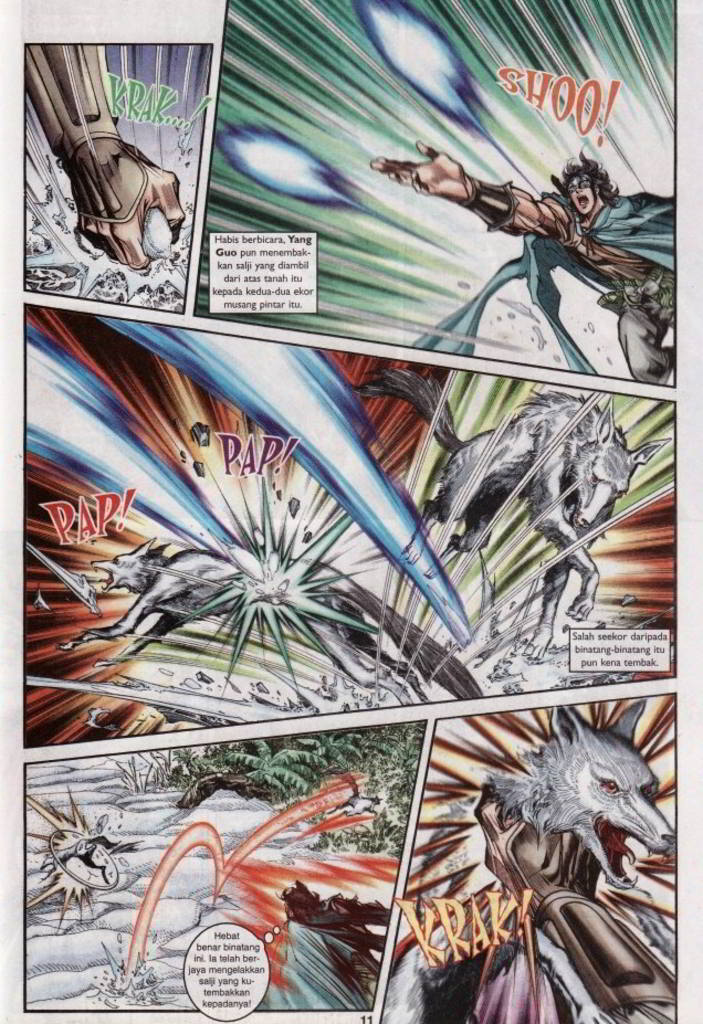 KRAK....!
SHOO!
Habis berbicara, Yang
Guo pun menembak-
kan salji yang diambil
dari atas tanah itu
kepada kedua-dua ekor
musang pintar itu.
PAP!
PAP!
Salah seekor daripada
binatang-binatang itu
pun kena tembak.
Hebat
benar binatang
ini. Ia telah ber-
jaya mengelakkan
salji yang ku-
tembakkan
kepadanya!
KRAK!
11